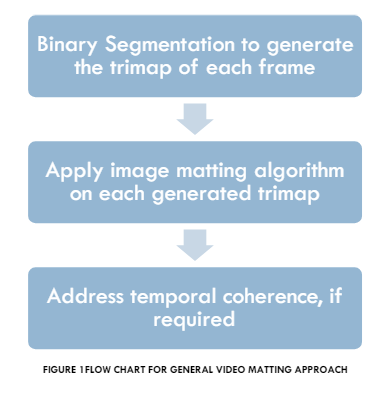 Binary Segmentation to generate
the trimap of each frame
Apply image matting algorithm
on each generated trimap
Address temporal coherence, if
required
FIGURE 1FLOW CHART FOR GENERAL VIDEO MATTING APPROACH